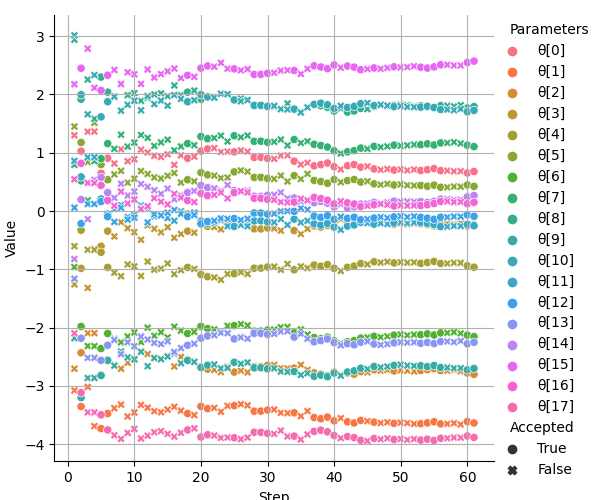 3
2
1
0
−1
−2
−3
−4
Value
0
10
20
30
40
50
60
Step
Parameters
θ[0]
θ[1]
θ[2]
θ[3]
θ[4]
θ[5]
θ[6]
θ[7]
θ[8]
θ[9]
θ[10]
θ[11]
θ[12]
θ[13]
θ[14]
θ[15]
θ[16]
θ[17]
Accepted
True
False